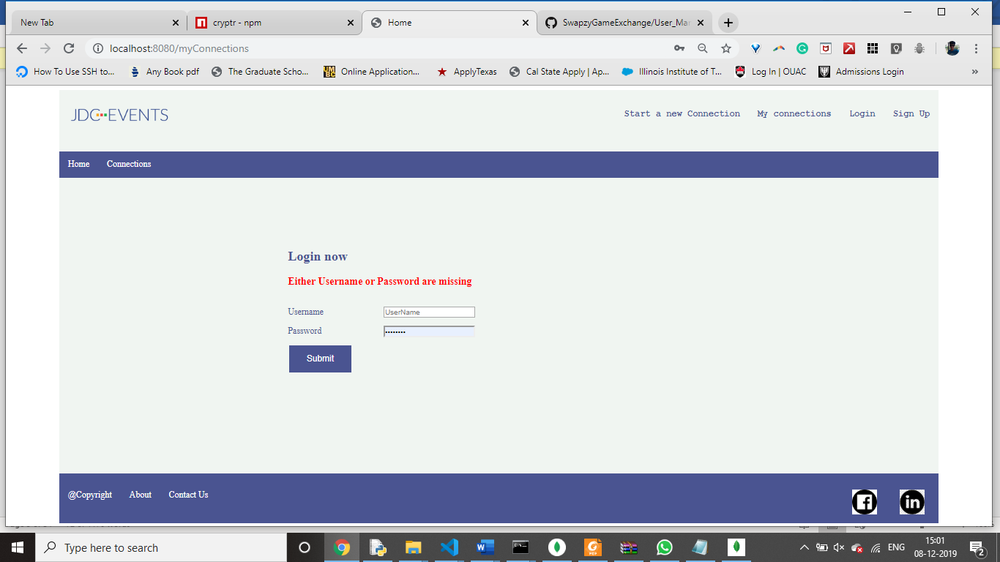 New Tab
cryptr - npm
Home
SwapzyGameExchange/User_Mar
localhost:8080/myConnections
How To Use SSH to...
Any Book pdf
The Graduate Scho...
Online Application...
ApplyTexas
Cal State Apply | Ap...
Illinois Institute of T...
Log In | OUAC
Admissions Login
»
JDC EVENTS
Start a new Connection
My connections
Login
Sign Up
Home
Connections
Login now
Either Username or Password are missing
Username
UserName
Password
Submit
@Copyright
About
Contact Us
in
Type here to search
ENG
15:01
08-12-2019
2